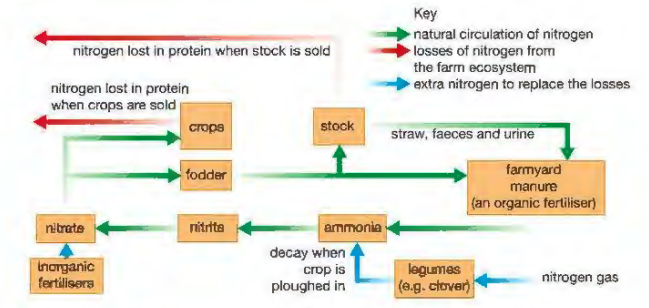 Key
natural circulation of nitrogen
losses of nitrogen from
the farm ecosystem
extra nitrogen to replace the losses
nitrogen lost in protein when stock is sold
nitrogen lost in protein
when crops are sold
crops
stock
straw, faeces and urine
fodder
farmyard
manure
(an organic fertiliser)
nitrate
nitrite
ammonia
inorganic
fertilisers
decay when
crop is
ploughed in
legumes
(e.g. clover)
nitrogen gas